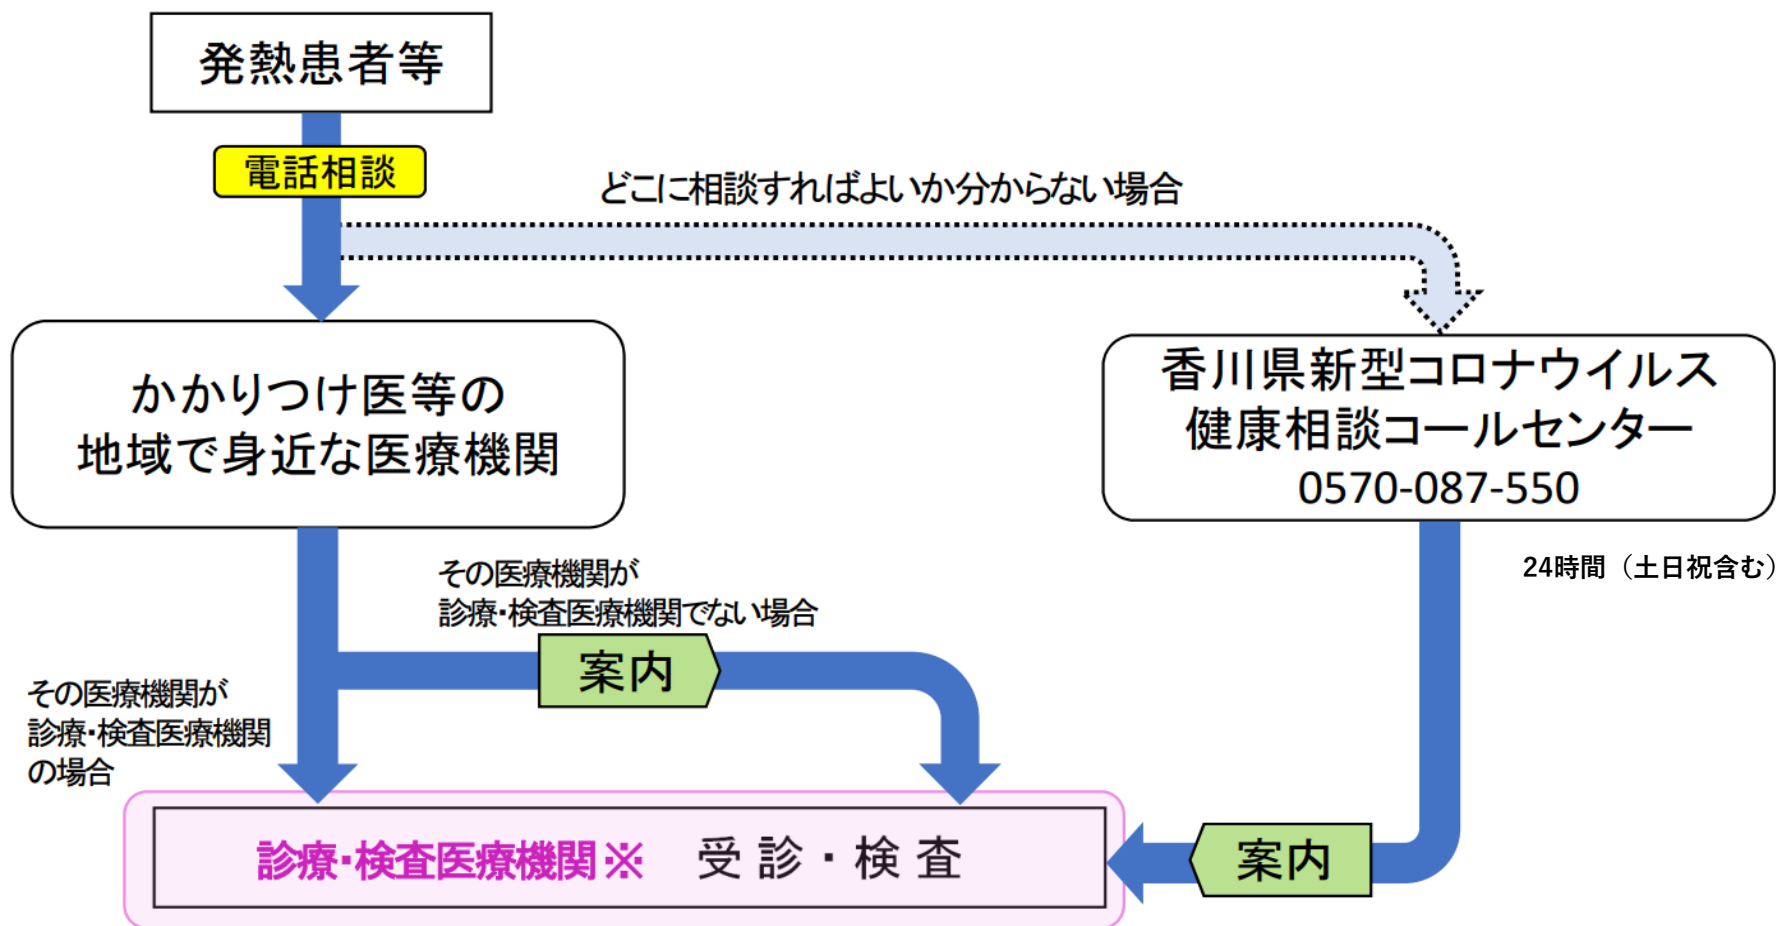 発熱患者等
電話相談
どこに相談すればよいか分からない場合
かかりつけ医等の
地域で身近な医療機関
香川県新型コロナウイルス
健康相談コールセンター
0570-087-550
24時間（土日祝含む）
その医療機関が
診療・検査医療機関でない場合
案内
その医療機関が
診療・検査医療機関
の場合
診療・検査医療機関※　受診・検査
案内